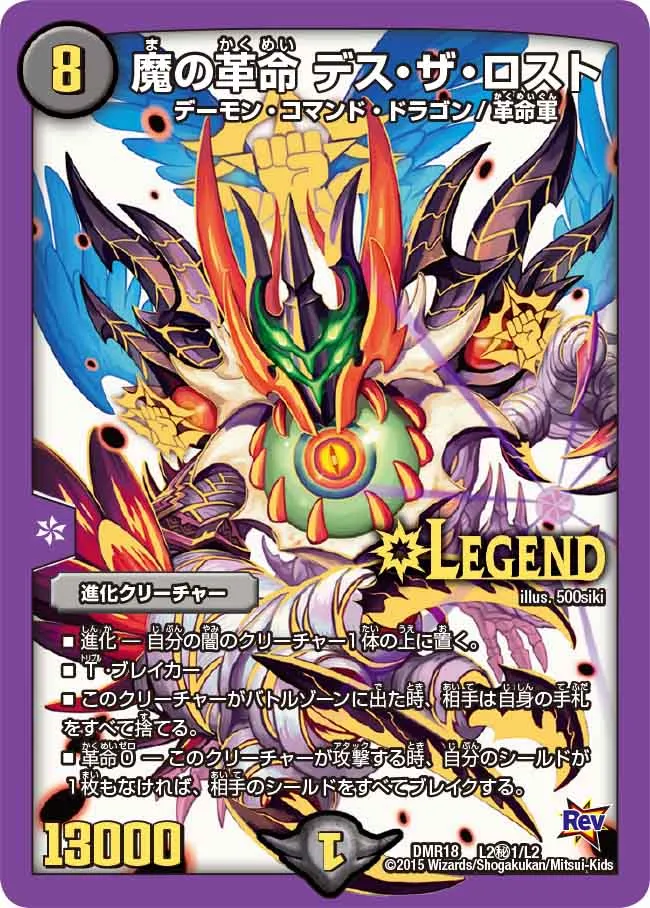 8
魔の革命 デス・ザ・ロスト
デーモン・コマンド・ドラゴン/革命軍
LEGEND
illus. 500siki
進化クリーチャー
■ 進化 ― 自分の闇のクリーチャー1体の上に置く。
■ T・ブレイカー
■ このクリーチャーがバトルゾーンに出た時、相手は自身の手札
をすべて捨てる。
■ 革命0 ― このクリーチャーが攻撃する時、自分のシールドが
1枚もなければ、相手のシールドをすべてブレイクする。
Rev
13000
1
DMR18 L2㊙1/L2
©2015 Wizards/Shogakukan/Mitsui-Kids